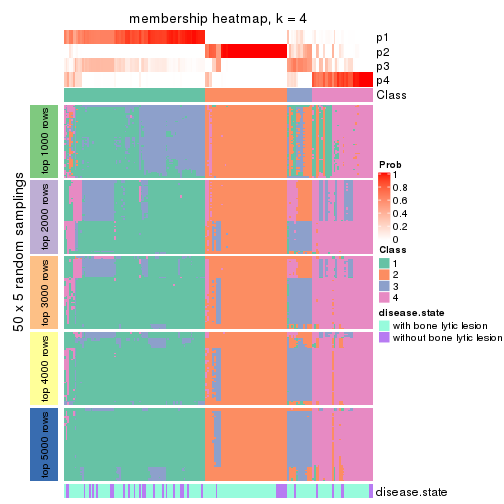 membership heatmap, k = 4
p1
p2
p3
p4
Class
50 x 5 random samplings
top 1000 rows
top 2000 rows
top 3000 rows
top 4000 rows
top 5000 rows
disease.state
Prob
1
0.8
0.6
0.4
0.2
0
Class
1
2
3
4
disease.state
with bone lytic lesion
without bone lytic lesion